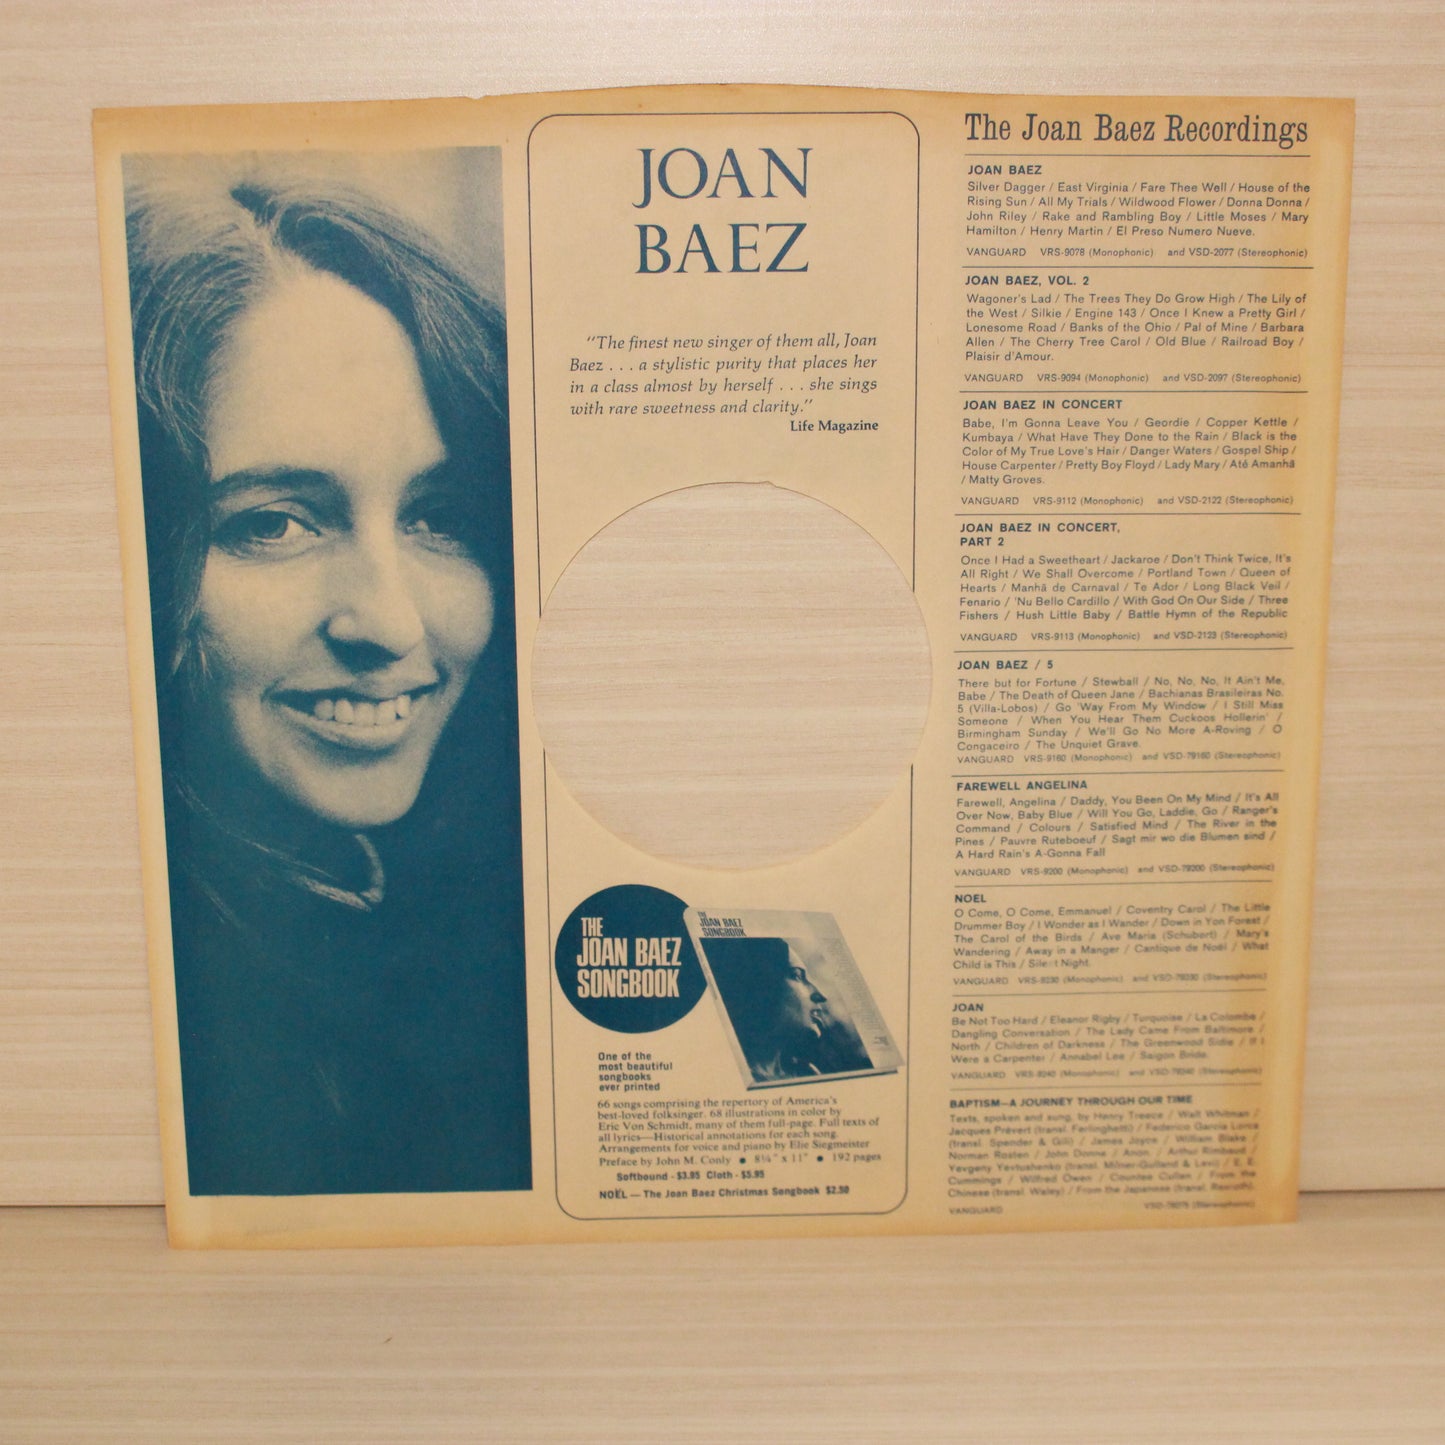 JOAN
BAEZ
"The finest new singer of them all, Joan
Baez . . . a stylistic purity that places her
in a class almost by herself . . . she sings
with rare sweetness and clarity."
Life Magazine
THE
JOAN BAEZ
SONGBOOK
THE
JOAN BAEZ
SONGBOOK
One of the
most beautiful
songbooks
ever printed
66 songs comprising the repertory of America's
best-loved folksinger. 68 illustrations in color by
Eric Von Schmidt, many of them full-page. Full texts of
all lyrics—Historical annotations for each song.
Arrangements for voice and piano by Elie Siegmeister
Preface by John M. Conly • 8¼" x 11" • 192 pages
Softbound - $3.95 Cloth - $5.95
NOËL — The Joan Baez Christmas Songbook $2.50
The Joan Baez Recordings
JOAN BAEZ
Silver Dagger / East Virginia / Fare Thee Well / House of the
Rising Sun / All My Trials / Wildwood Flower / Donna Donna /
John Riley / Rake and Rambling Boy / Little Moses / Mary
Hamilton / Henry Martin / El Preso Numero Nueve.
VANGUARD VRS-9078 (Monophonic) and VSD-2077 (Stereophonic)
JOAN BAEZ, VOL. 2
Wagoner's Lad / The Trees They Do Grow High / The Lily of
the West / Silkie / Engine 143 / Once I Knew a Pretty Girl /
Lonesome Road / Banks of the Ohio / Pal of Mine / Barbara
Allen / The Cherry Tree Carol / Old Blue / Railroad Boy /
Plaisir d'Amour.
VANGUARD VRS-9094 (Monophonic) and VSD-2097 (Stereophonic)
JOAN BAEZ IN CONCERT
Babe, I'm Gonna Leave You / Geordie / Copper Kettle /
Kumbaya / What Have They Done to the Rain / Black is the
Color of My True Love's Hair / Danger Waters / Gospel Ship /
House Carpenter / Pretty Boy Floyd / Lady Mary / Até Amanhã
/ Matty Groves.
VANGUARD VRS-9112 (Monophonic) and VSD-2122 (Stereophonic)
JOAN BAEZ IN CONCERT,
PART 2
Once I Had a Sweetheart / Jackaroe / Don't Think Twice, It's
All Right / We Shall Overcome / Portland Town / Queen of
Hearts / Manhã de Carnaval / Te Ador / Long Black Veil /
Fenario / 'Nu Bello Cardillo / With God On Our Side / Three
Fishers / Hush Little Baby / Battle Hymn of the Republic
VANGUARD VRS-9113 (Monophonic) and VSD-2123 (Stereophonic)
JOAN BAEZ / 5
There but for Fortune / Stewball / No, No, No, It Ain't Me,
Babe / The Death of Queen Jane / Bachianas Brasileiras No.
5 (Villa-Lobos) / Go 'Way From My Window / I Still Miss
Someone / When You Hear Them Cuckoos Hollerin' /
Birmingham Sunday / We'll Go No More A-Roving / O
Congaceiro / The Unquiet Grave.
VANGUARD VRS-9160 (Monophonic) and VSD-79160 (Stereophonic)
FAREWELL ANGELINA
Farewell, Angelina / Daddy, You Been On My Mind / It's All
Over Now, Baby Blue / Will You Go, Laddie, Go / Ranger's
Command / Colours / Satisfied Mind / The River in the
Pines / Pauvre Ruteboeuf / Sagt mir wo die Blumen sind /
A Hard Rain's A-Gonna Fall
VANGUARD VRS-9200 (Monophonic) and VSD-79200 (Stereophonic)
NOEL
O Come, O Come, Emmanuel / Coventry Carol / The Little
Drummer Boy / I Wonder as I Wander / Down in Yon Forest /
The Carol of the Birds / Ave Maria (Schubert) / Mary's
Wandering / Away in a Manger / Cantique de Noël / What
Child is This / Silent Night.
VANGUARD VRS-9230 (Monophonic) and VSD-79230 (Stereophonic)
JOAN
Be Not Too Hard / Eleanor Rigby / Turquoise / La Colombe /
Dangling Conversation / The Lady Came From Baltimore /
North / Children of Darkness / The Greenwood Sidie / If I
Were a Carpenter / Annabel Lee / Saigon Bride.
VANGUARD VRS-9240 (Monophonic) and VSD-79240 (Stereophonic)
BAPTISM—A JOURNEY THROUGH OUR TIME
Texts, spoken and sung, by Henry Treece / Walt Whitman /
Jacques Prévert (transl. Ferlinghetti) / Federico Garcia Lorca
(transl. Spender & Gili) / James Joyce / William Blake /
Norman Rosten / John Donne / Anon. / Arthur Rimbaud /
Yevgeny Yevtushenko (transl. Milner-Gulland & Levi) / E. E.
Cummings / Wilfred Owen / Countee Cullen / From the
Chinese (transl. Waley) / From the Japanese (transl. Rexroth).
VANGUARD VSD-79275 (Stereophonic)